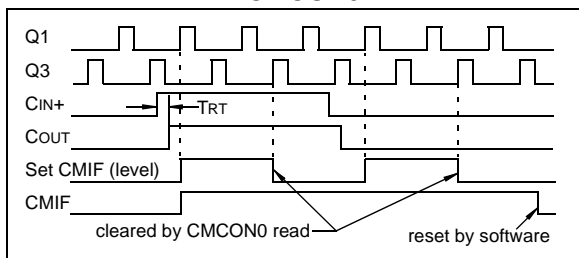 Q1
Q3
CIN+
TRT
COUT
Set CMIF (level)
CMIF
cleared by CMCON0 read
reset by software